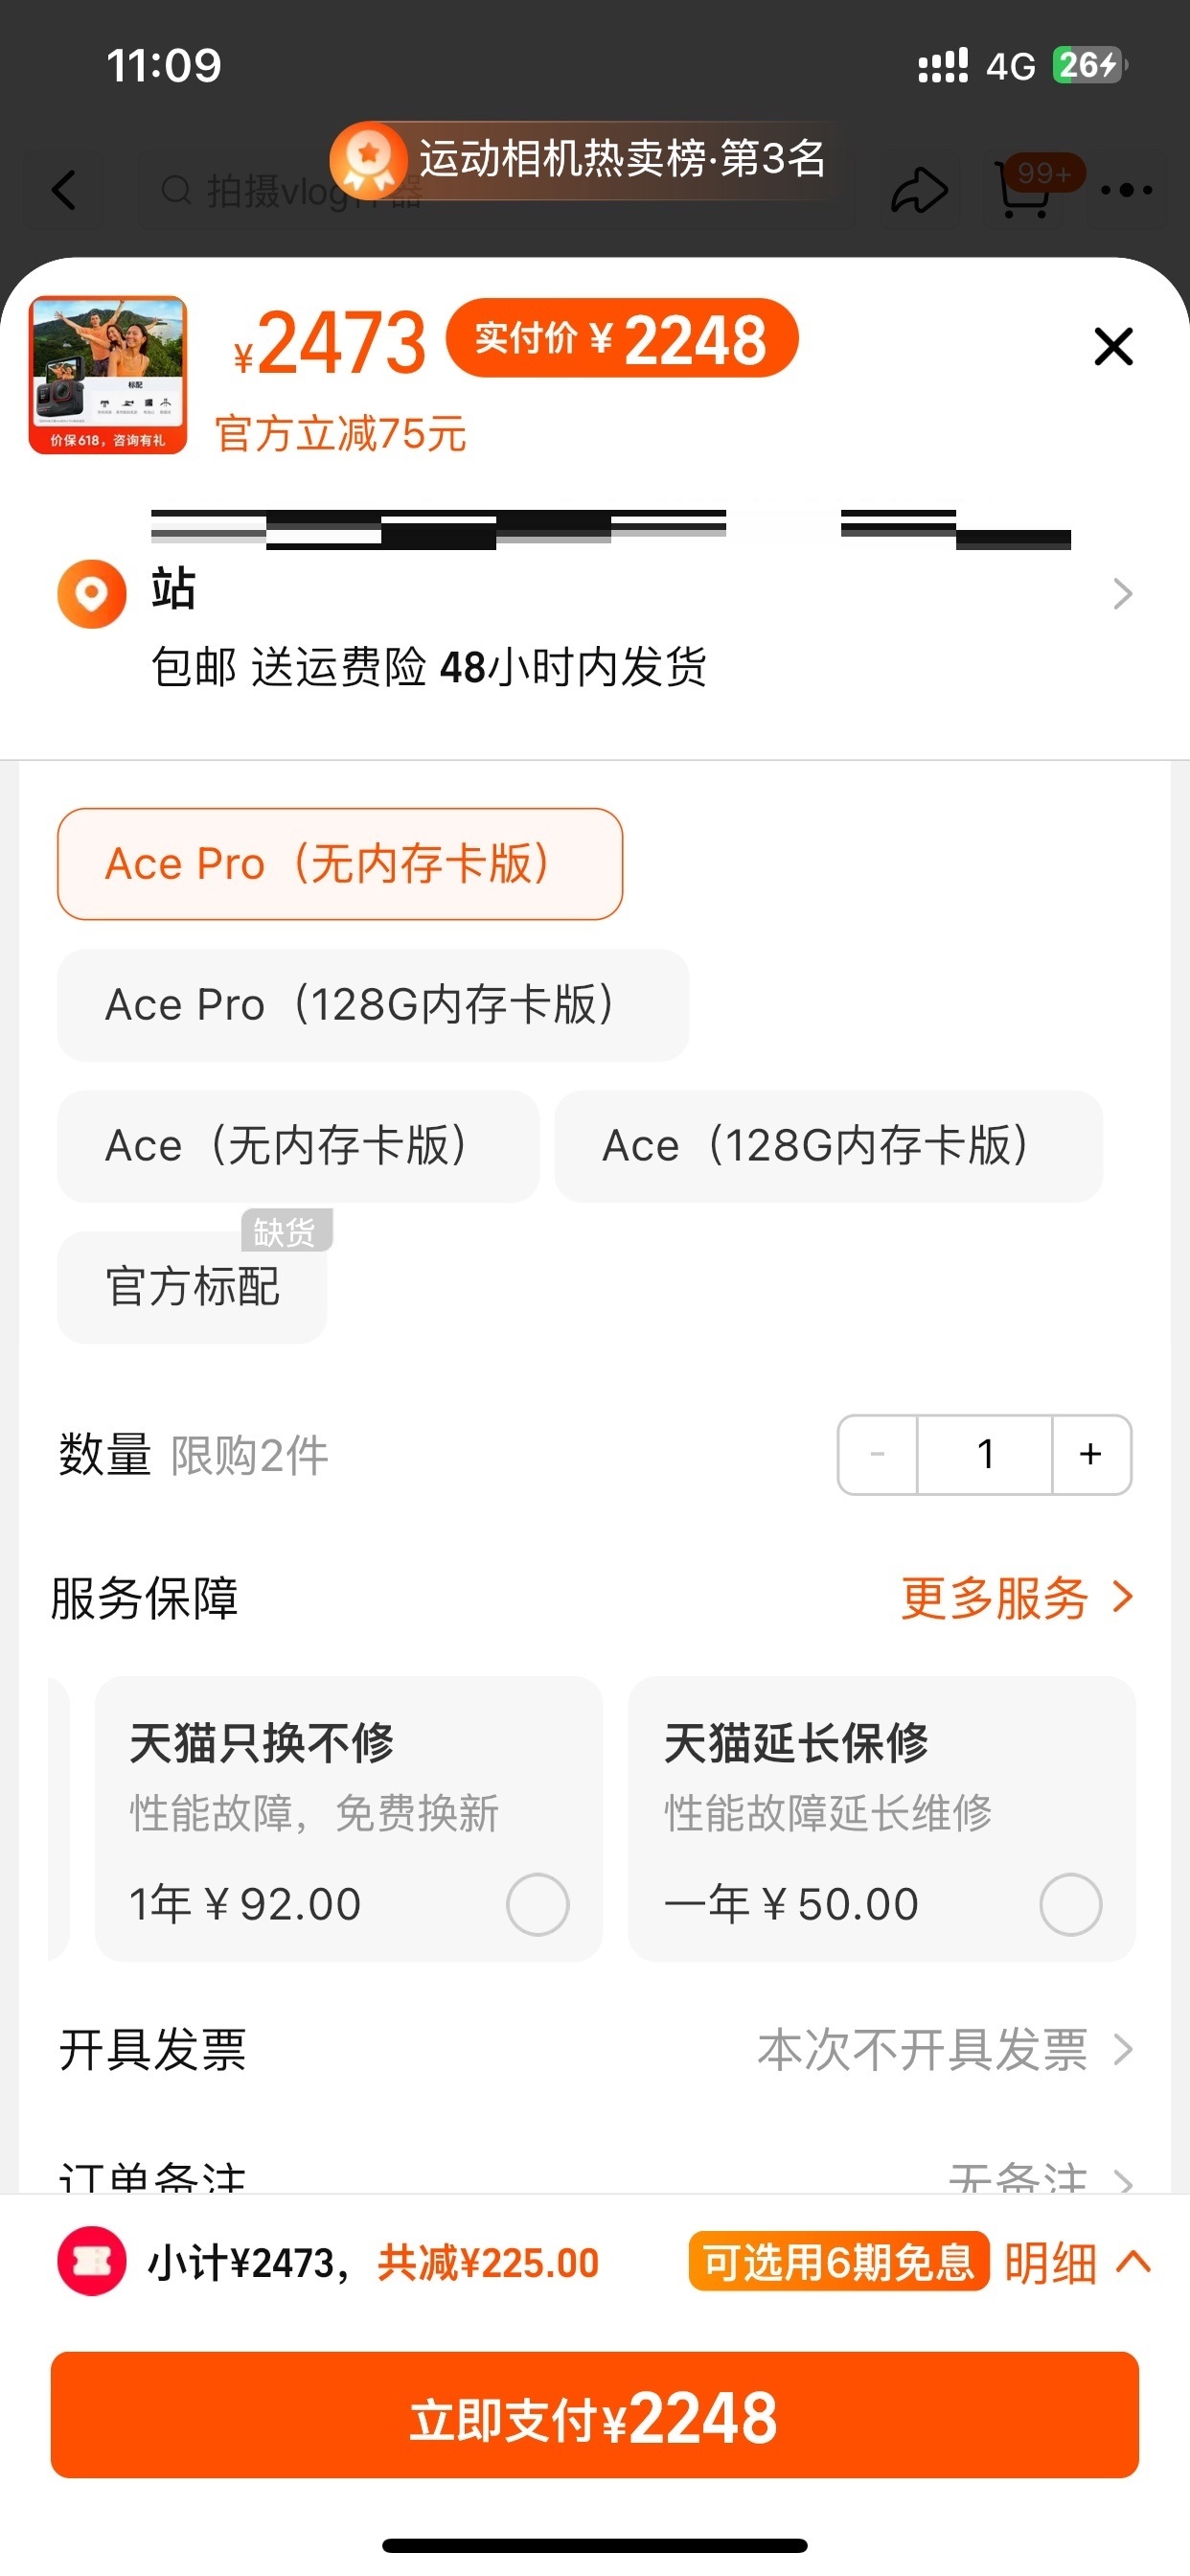 11:09
4G
26
运动相机热卖榜·第3名
拍摄vlog
99+
¥2473
实付价 ¥ 2248
官方立减75元
标配
价保618，咨询有礼
站
包邮 送运费险 48小时内发货
Ace Pro（无内存卡版）
Ace Pro（128G内存卡版）
Ace（无内存卡版）
Ace（128G内存卡版）
缺货
官方标配
数量 限购2件
- 1 +
服务保障
更多服务
天猫只换不修
性能故障，免费换新
1年 ¥ 92.00
天猫延长保修
性能故障延长维修
一年 ¥ 50.00
开具发票
本次不开具发票
订单备注
无备注
小计¥2473，共减¥225.00
可选用6期免息
明细
立即支付¥2248